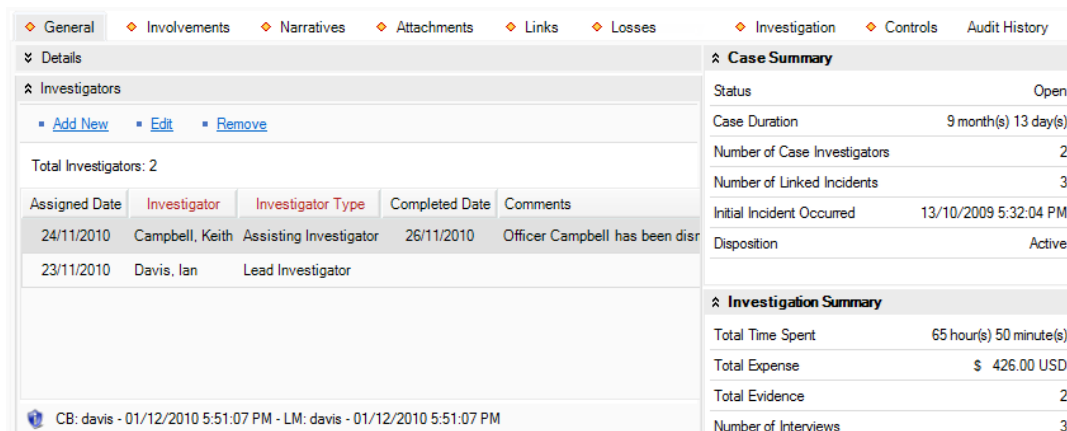 General Involvements Narratives Attachments Links Losses Investigation Controls Audit History
Details
Investigators
Add New Edit Remove
Total Investigators: 2
Assigned Date Investigator Investigator Type Completed Date Comments
24/11/2010 Campbell, Keith Assisting Investigator 26/11/2010 Officer Campbell has been
23/11/2010 Davis, Ian Lead Investigator
CB: davis - 01/12/2010 5:51:07 PM - LM: davis - 01/12/2010 5:51:07 PM
Case Summary
Status Open
Case Duration 9 month(s) 13 day(s)
Number of Case Investigators 2
Number of Linked Incidents 3
Initial Incident Occurred 13/10/2009 5:32:04 PM
Disposition Active
Investigation Summary
Total Time Spent 65 hour(s) 50 minute(s)
Total Expense $ 426.00 USD
Total Evidence 2
Number of Interviews 3